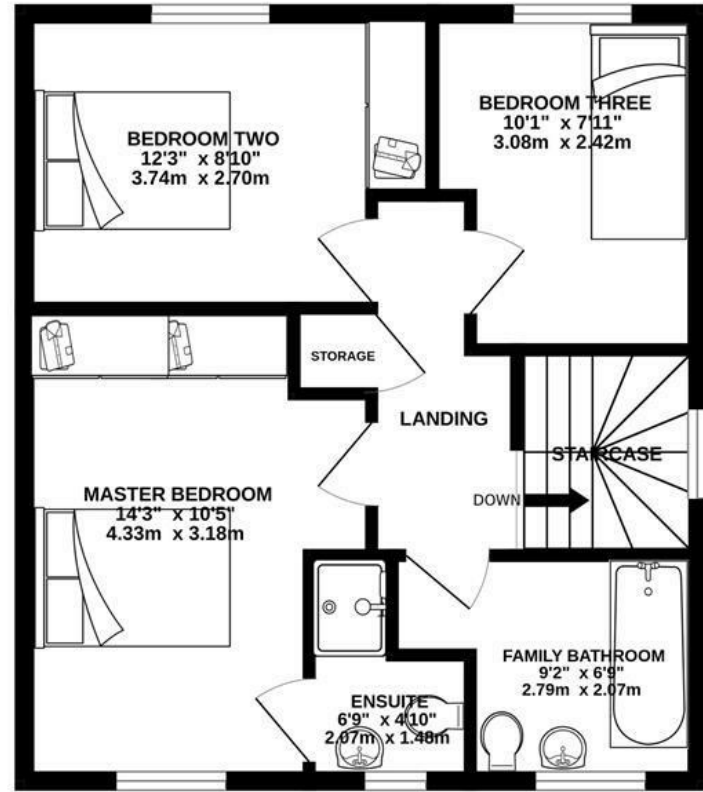 BEDROOM TWO
12'3" x 8'10"
3.74m x 2.70m
BEDROOM THREE
10'1" x 7'11"
3.08m x 2.42m
STORAGE
LANDING
STAIRCASE
DOWN
MASTER BEDROOM
14'3" x 10'5"
4.33m x 3.18m
FAMILY BATHROOM
9'2" x 6'9"
2.79m x 2.07m
ENSUITE
6'9" x 4'10"
2.07m x 1.48m